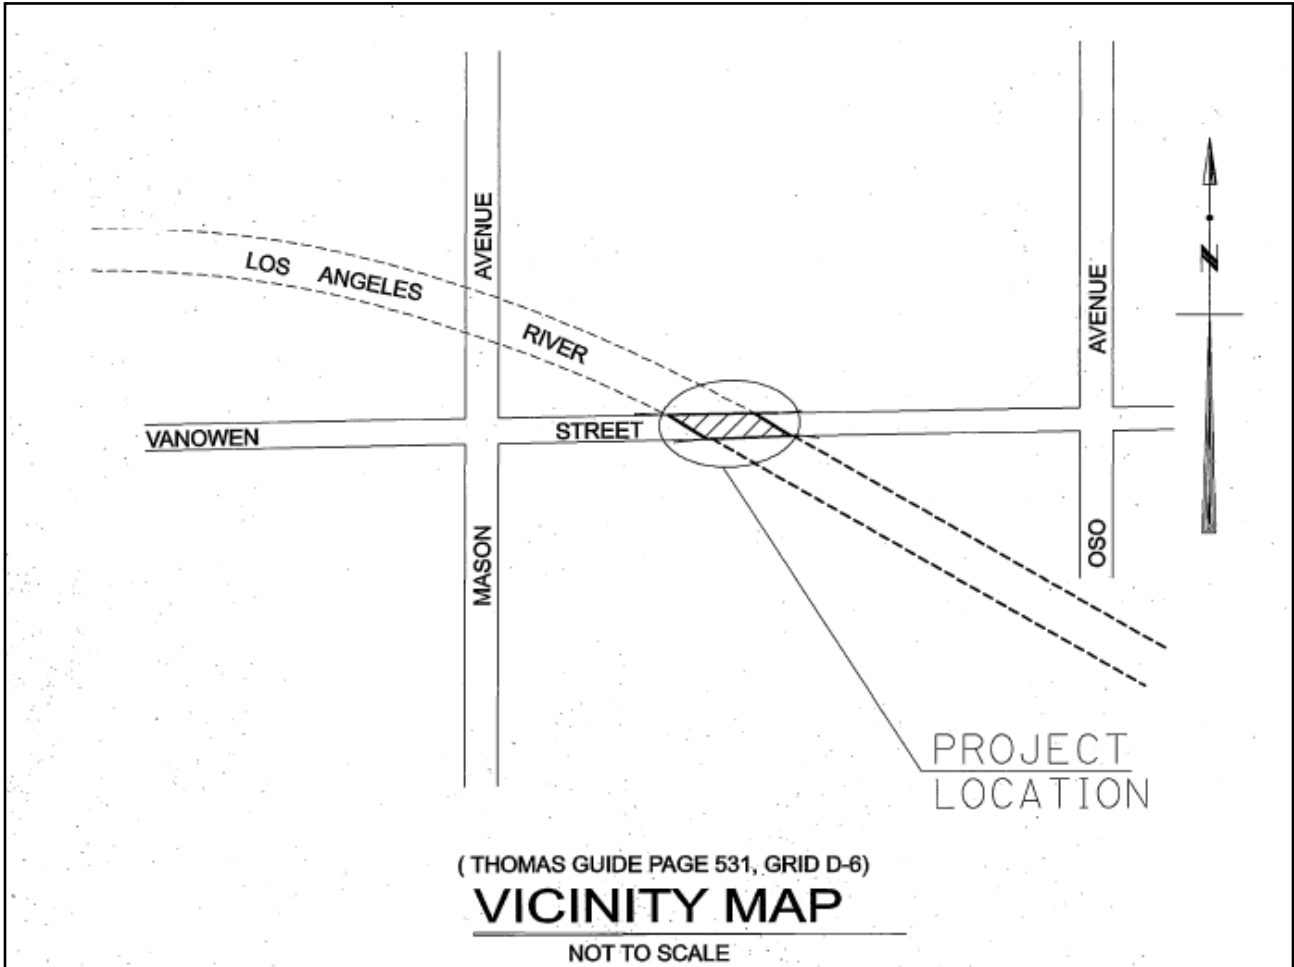 AVENUE
LOS ANGELES
RIVER
AVENUE
N
VANOWEN
STREET
MASON
OSO
PROJECT
LOCATION
( THOMAS GUIDE PAGE 531, GRID D-6)
VICINITY MAP
NOT TO SCALE